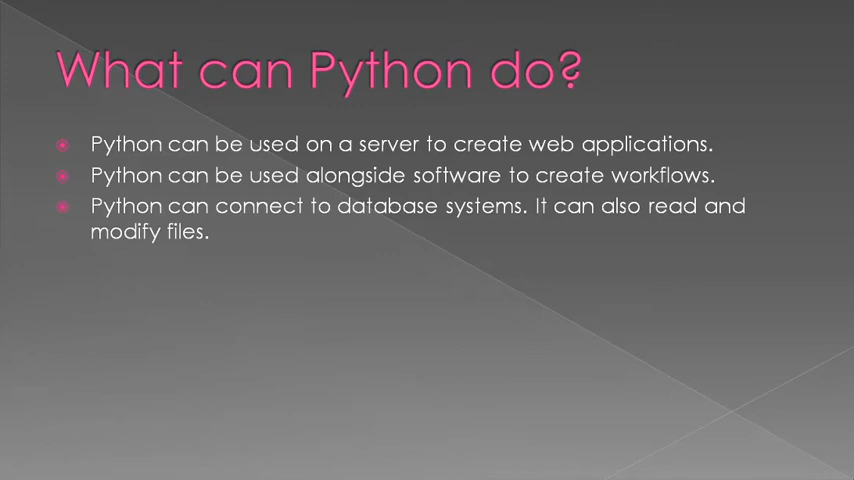 What can Python do?
Python can be used on a server to create web applications.
Python can be used alongside software to create workflows.
Python can connect to database systems. It can also read and
modify files.